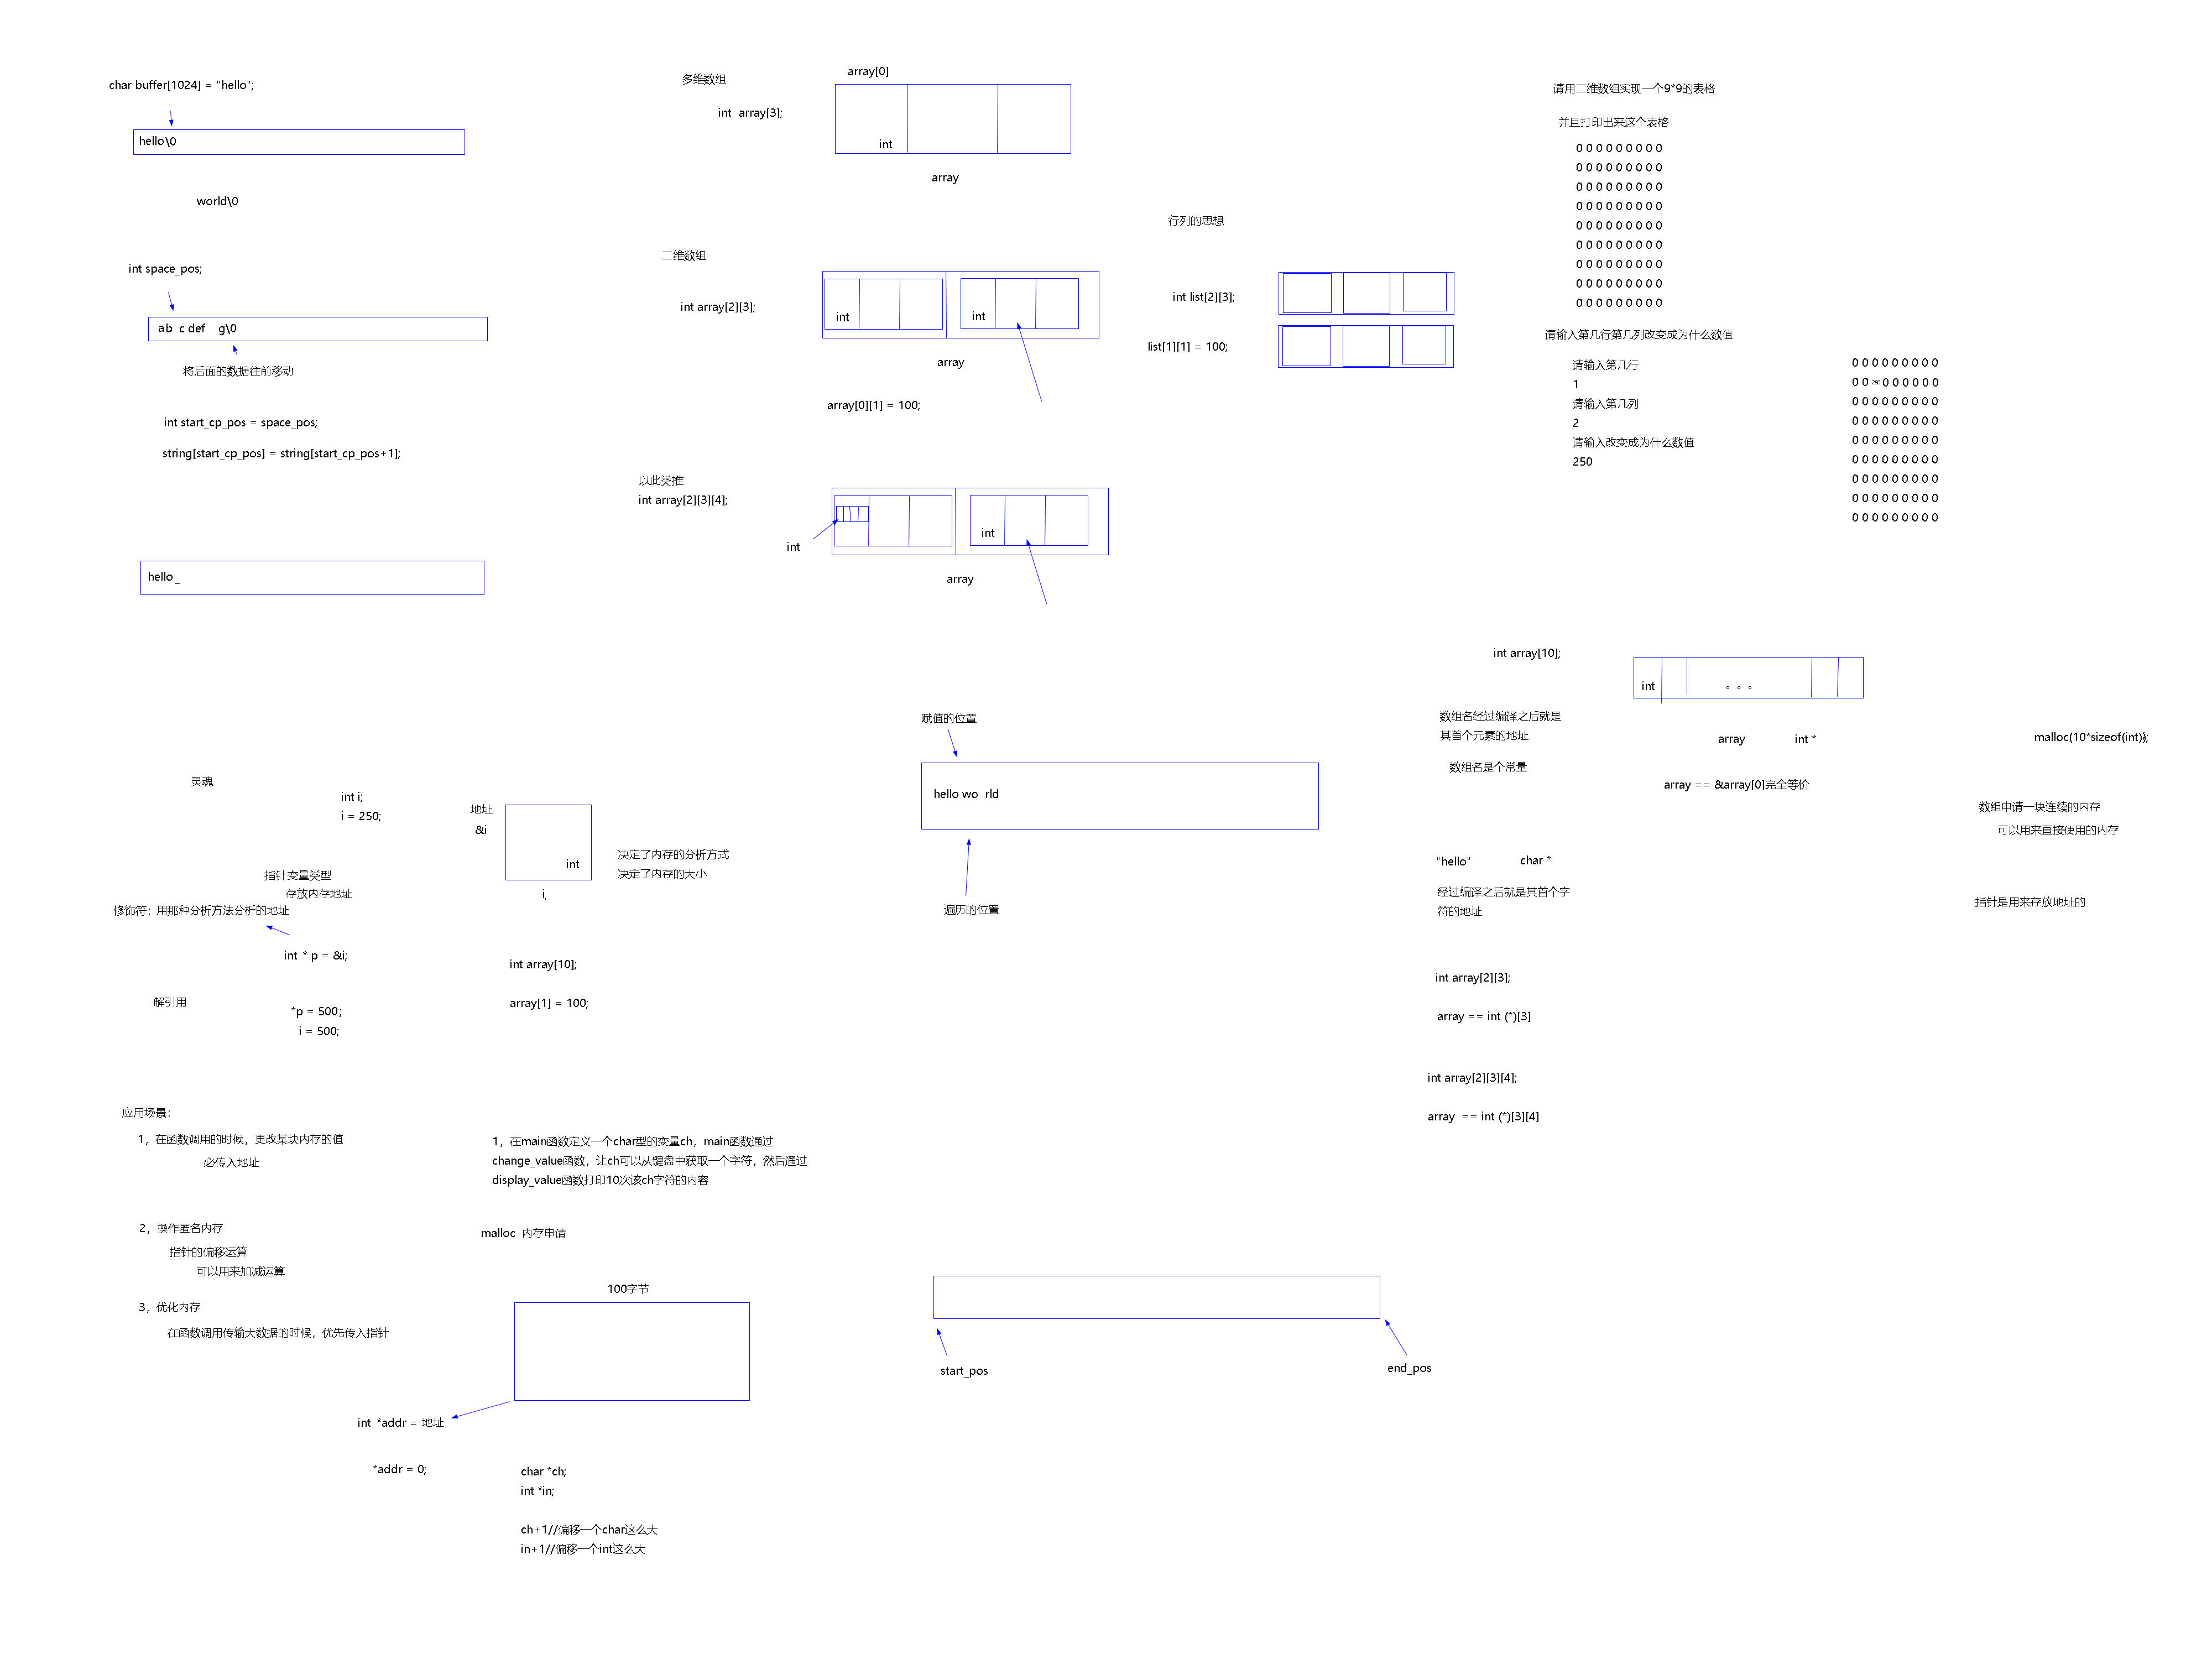 char buffer[1024] = "hello";
hello\0
world\0
int space_pos;
ab  c def    g\0
将后面的数据往前移动
int start_cp_pos = space_pos;
string[start_cp_pos] = string[start_cp_pos+1];
hello_
多维数组
array[0]
int  array[3];
int
array
二维数组
int array[2][3];
int
int
array
array[0][1] = 100;
以此类推
int array[2][3][4];
int
int
array
行列的思想
int list[2][3];
list[1][1] = 100;
请用二维数组实现一个9*9的表格
并且打印出来这个表格
0 0 0 0 0 0 0 0 0
0 0 0 0 0 0 0 0 0
0 0 0 0 0 0 0 0 0
0 0 0 0 0 0 0 0 0
0 0 0 0 0 0 0 0 0
0 0 0 0 0 0 0 0 0
0 0 0 0 0 0 0 0 0
0 0 0 0 0 0 0 0 0
0 0 0 0 0 0 0 0 0
请输入第几行第几列改变成为什么数值
请输入第几行
1
请输入第几列
2
请输入改变成为什么数值
250
0 0 0 0 0 0 0 0 0
0 0 250 0 0 0 0 0 0
0 0 0 0 0 0 0 0 0
0 0 0 0 0 0 0 0 0
0 0 0 0 0 0 0 0 0
0 0 0 0 0 0 0 0 0
0 0 0 0 0 0 0 0 0
0 0 0 0 0 0 0 0 0
0 0 0 0 0 0 0 0 0
灵魂
int i;
i = 250;
地址
&i
int
i
决定了内存的分析方式
决定了内存的大小
指针变量类型
存放内存地址
修饰符：用那种分析方法分析的地址
int  * p = &i;
解引用
*p = 500;
i = 500;
int array[10];
array[1] = 100;
赋值的位置
hello wo  rld
遍历的位置
int array[10];
int
。。。
数组名经过编译之后就是
其首个元素的地址
数组名是个常量
array
int *
array == &array[0]完全等价
malloc(10*sizeof(int)};
数组申请一块连续的内存
可以用来直接使用的内存
指针是用来存放地址的
"hello"
char *
经过编译之后就是其首个字
符的地址
int array[2][3];
array == int (*)[3]
int array[2][3][4];
array  == int (*)[3][4]
应用场景：
1，在函数调用的时候，更改某块内存的值
必传入地址
2，操作匿名内存
指针的偏移运算
可以用来加减运算
3，优化内存
在函数调用传输大数据的时候，优先传入指针
1，在main函数定义一个char型的变量ch，main函数通过
change_value函数，让ch可以从键盘中获取一个字符，然后通过
display_value函数打印10次该ch字符的内容
malloc  内存申请
100字节
int  *addr = 地址
*addr = 0;
char *ch;
int *in;
ch+1//偏移一个char这么大
in+1//偏移一个int这么大
start_pos
end_pos